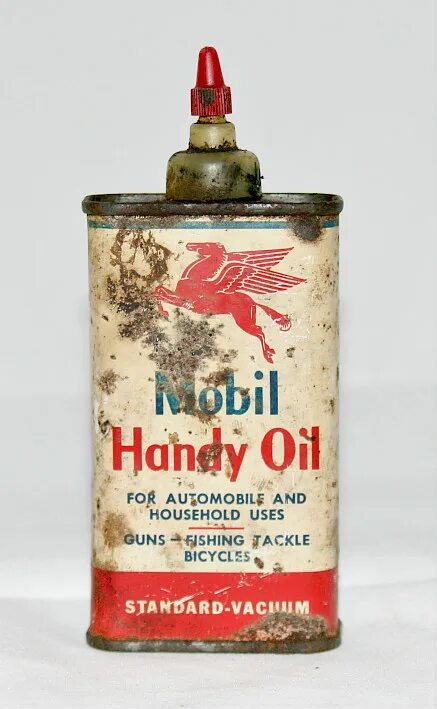 Mobil
Handy Oil
FOR AUTOMOBILE AND
HOUSEHOLD USES
GUNS — FISHING TACKLE
BICYCLES
STANDARD-VACUUM